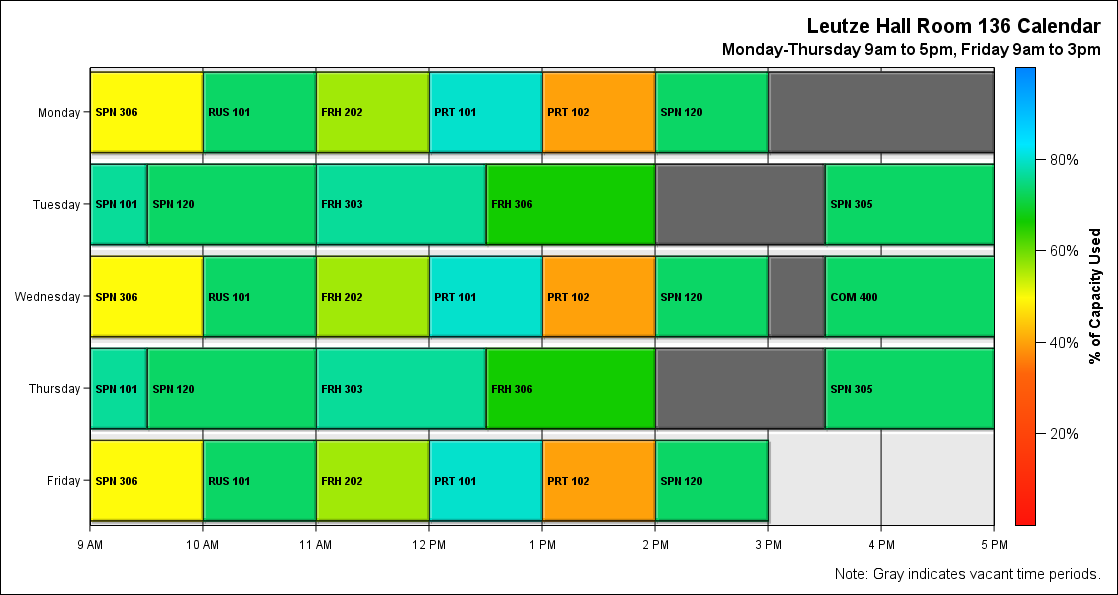 Leutze Hall Room 136 Calendar
Monday-Thursday 9am to 5pm, Friday 9am to 3pm
Monday
SPN 306
RUS 101
FRH 202
PRT 101
PRT 102
SPN 120
Tuesday
SPN 101
SPN 120
FRH 303
FRH 306
SPN 305
Wednesday
SPN 306
RUS 101
FRH 202
PRT 101
PRT 102
SPN 120
COM 400
Thursday
SPN 101
SPN 120
FRH 303
FRH 306
SPN 305
Friday
SPN 306
RUS 101
FRH 202
PRT 101
PRT 102
SPN 120
9 AM
10 AM
11 AM
12 PM
1 PM
2 PM
3 PM
4 PM
5 PM
80%
60%
40%
20%
% of Capacity Used
Note: Gray indicates vacant time periods.